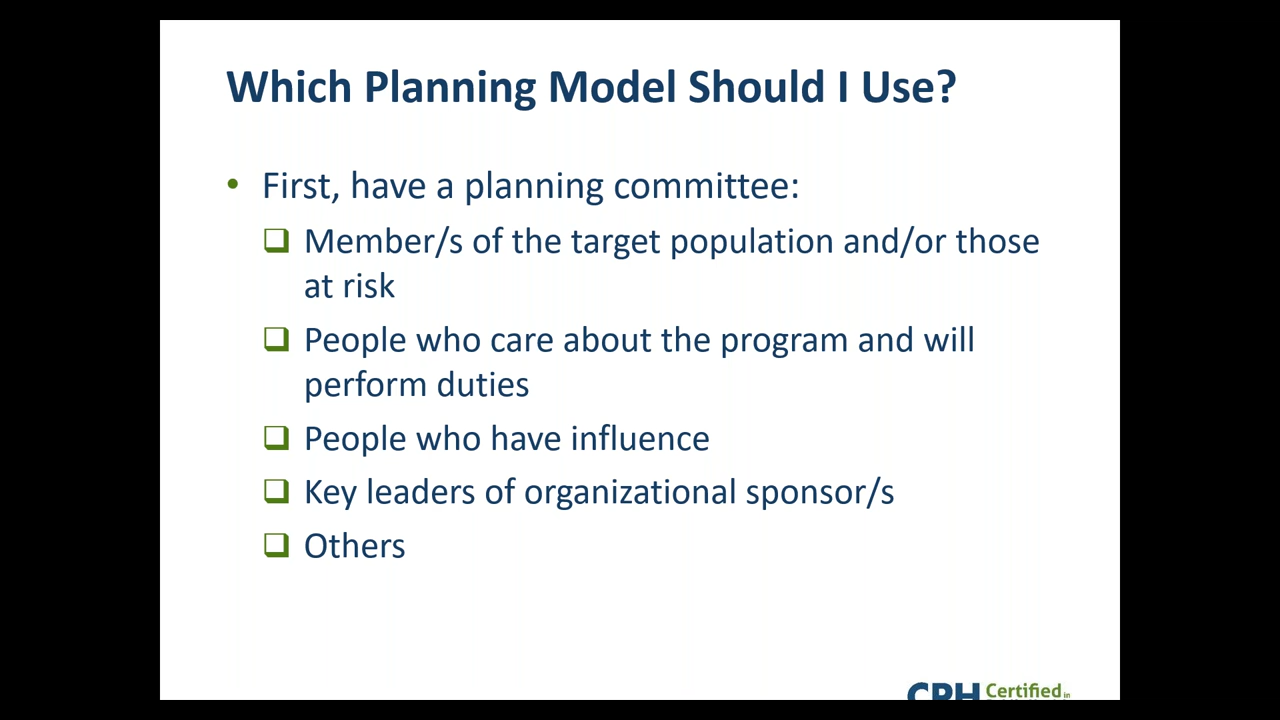 Which Planning Model Should I Use?
• First, have a planning committee:
❑ Member/s of the target population and/or those
at risk
❑ People who care about the program and will
perform duties
❑ People who have influence
❑ Key leaders of organizational sponsor/s
❑ Others
CPH Certified in